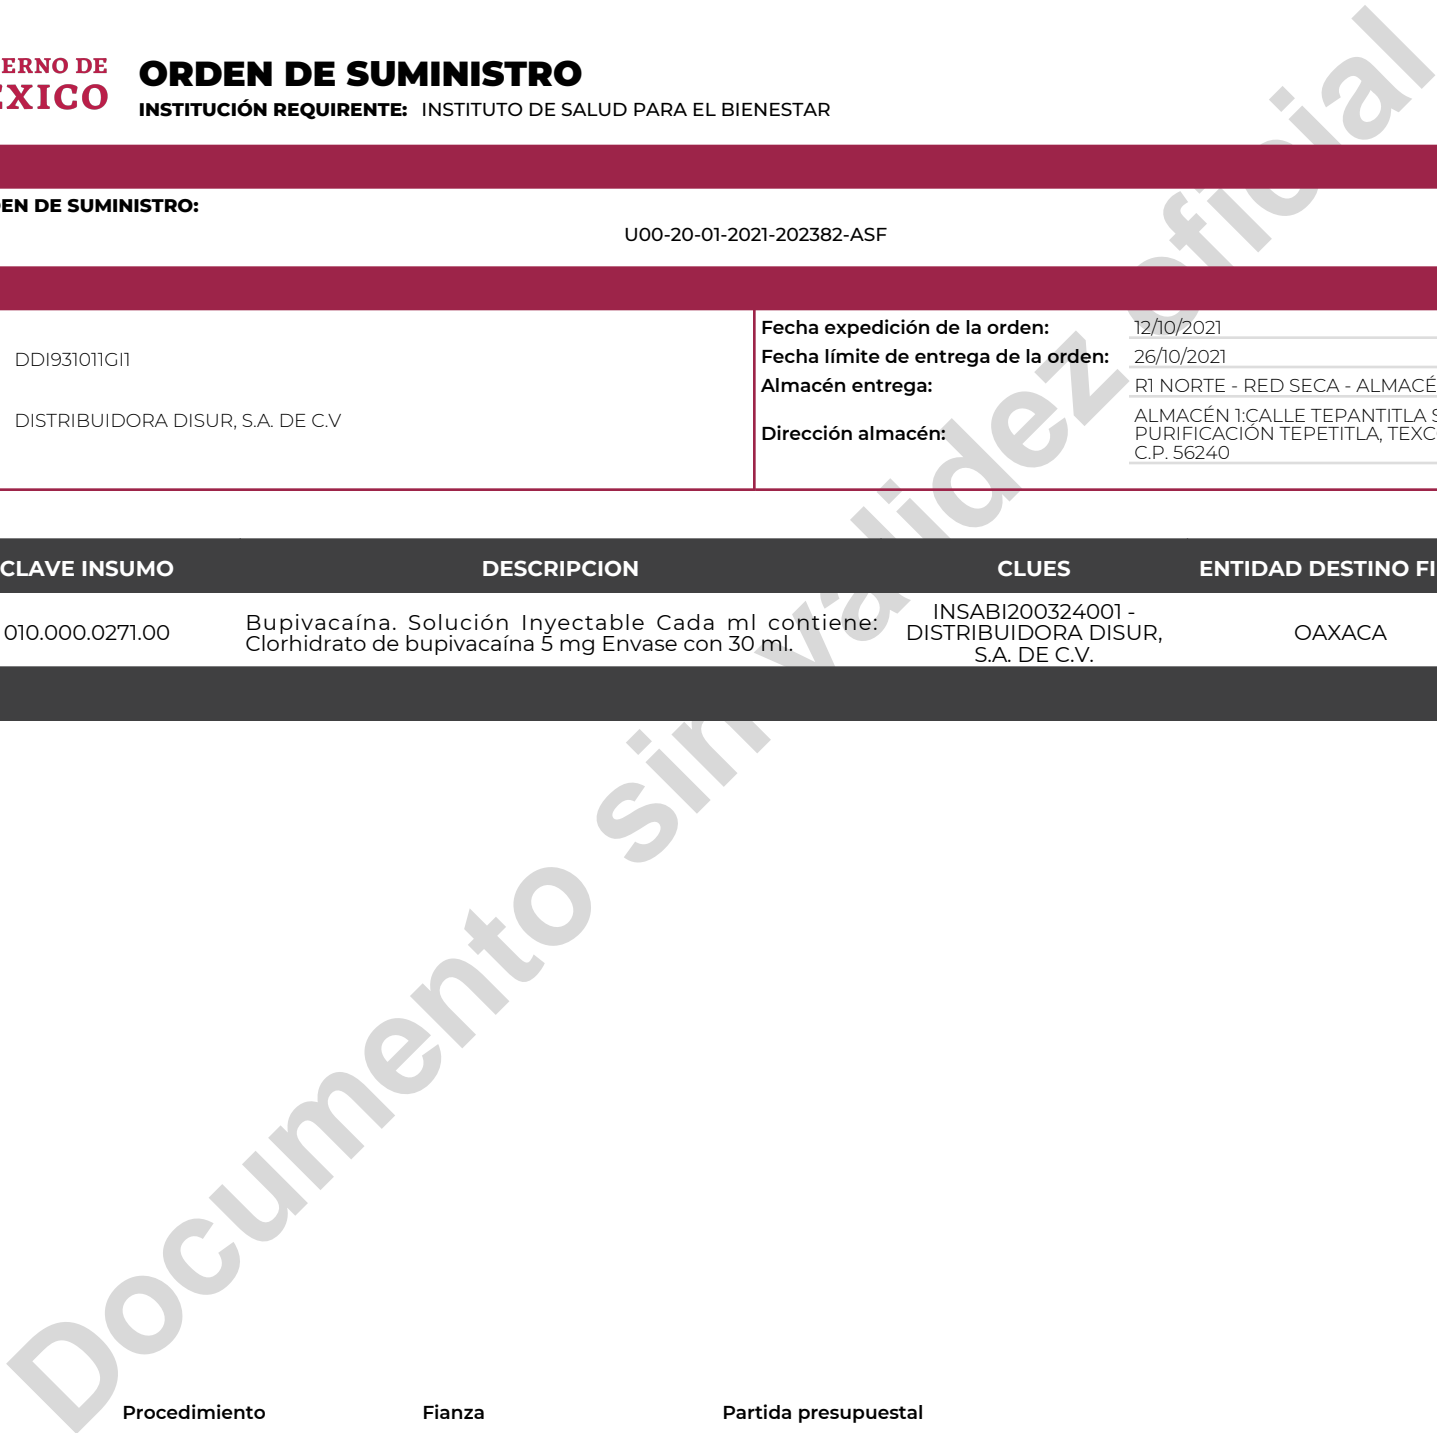 ERNO DE
XICO
ORDEN DE SUMINISTRO
INSTITUCIÓN REQUIRENTE: INSTITUTO DE SALUD PARA EL BIENESTAR
EN DE SUMINISTRO:
U00-20-01-2021-202382-ASF
DDI931011GI1
DISTRIBUIDORA DISUR, S.A. DE C.V
Fecha expedición de la orden: 12/10/2021
Fecha límite de entrega de la orden: 26/10/2021
Almacén entrega: R1 NORTE - RED SECA - ALMACÉ
Dirección almacén:
ALMACÉN 1:CALLE TEPANTITLA S
PURIFICACIÓN TEPETITLA, TEXC
C.P. 56240
CLAVE INSUMO DESCRIPCION CLUES ENTIDAD DESTINO FI
010.000.0271.00
Bupivacaína. Solución Inyectable Cada ml contiene:
Clorhidrato de bupivacaína 5 mg Envase con 30 ml.
INSABI200324001 -
DISTRIBUIDORA DISUR,
S.A. DE C.V.
OAXACA
Documento sin validez oficial
Procedimiento Fianza Partida presupuestal